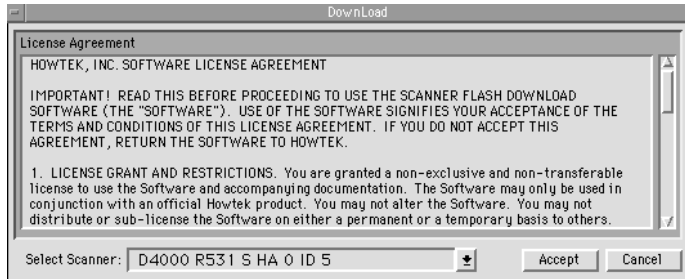 DownLoad
License Agreement
HOWTEK, INC. SOFTWARE LICENSE AGREEMENT
IMPORTANT! READ THIS BEFORE PROCEEDING TO USE THE SCANNER FLASH DOWNLOAD
SOFTWARE (THE "SOFTWARE"). USE OF THE SOFTWARE SIGNIFIES YOUR ACCEPTANCE OF THE
TERMS AND CONDITIONS OF THIS LICENSE AGREEMENT. IF YOU DO NOT ACCEPT THIS
AGREEMENT, RETURN THE SOFTWARE TO HOWTEK.
1. LICENSE GRANT AND RESTRICTIONS. You are granted a non-exclusive and non-transferable
license to use the Software and accompanying documentation. The Software may only be used in
conjunction with an official Howtek product. You may not alter the Software. You may not
distribute or sub-license the Software on either a permanent or a temporary basis to others.
Select Scanner: D4000 R531 S HA 0 ID 5
Accept Cancel